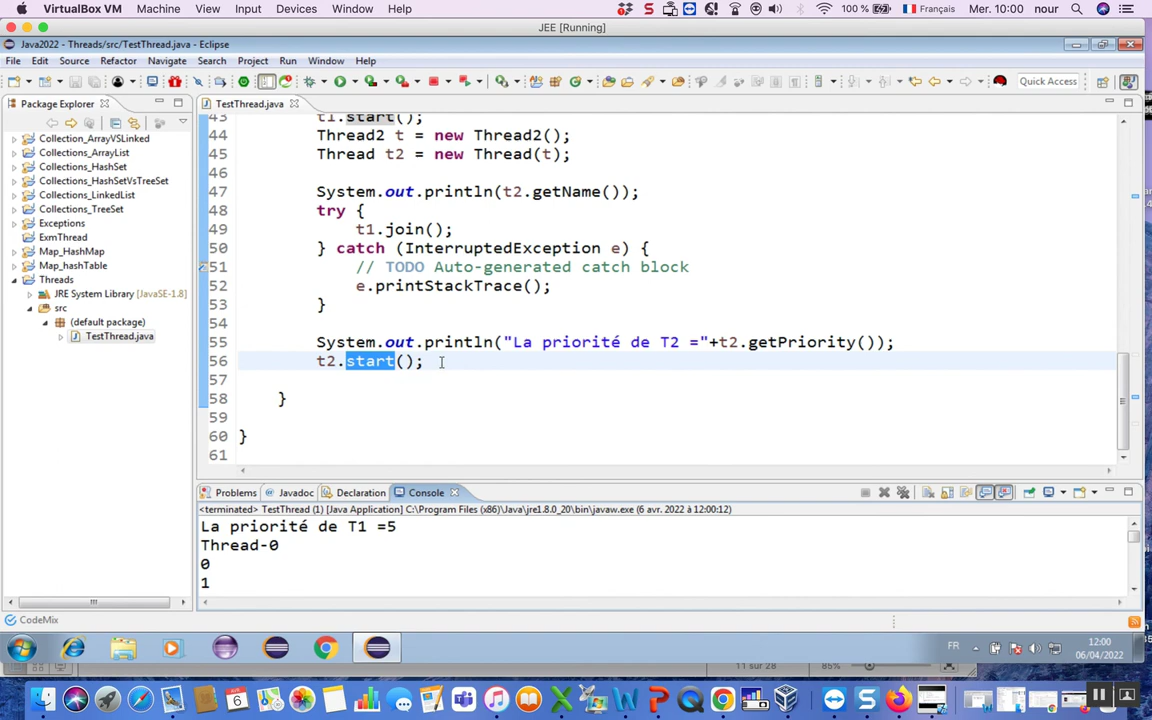 VirtualBox VM Machine View Input Devices Window Help 100 % Français Mer. 10:00 nour
JEE [Running]
Java2022 - Threads/src/TestThread.java - Eclipse
File Edit Source Refactor Navigate Search Project Run Window Help
Quick Access
Package Explorer
TestThread.java
Collection_ArrayVSLinked
Collections_ArrayList
Collections_HashSet
Collections_HashSetVsTreeSet
Collections_LinkedList
Collections_TreeSet
Exceptions
ExmThread
Map_HashMap
Map_hashTable
Threads
JRE System Library [JavaSE-1.8]
src
(default package)
TestThread.java
43 t1.start();
44 Thread2 t = new Thread2();
45 Thread t2 = new Thread(t);
46
47 System.out.println(t2.getName());
48 try {
49 t1.join();
50 } catch (InterruptedException e) {
51 // TODO Auto-generated catch block
52 e.printStackTrace();
53 }
54
55 System.out.println("La priorité de T2 ="+t2.getPriority());
56 t2.start();
57
58 }
59
60 }
61
Problems Javadoc Declaration Console
<terminated> TestThread (1) [Java Application] C:\Program Files (x86)\Java\jre1.8.0_20\bin\javaw.exe (6 avr. 2022 à 12:00:12)
La priorité de T1 =5
Thread-0
0
1
CodeMix
FR 12:00
06/04/2022
11 sur 28 85%